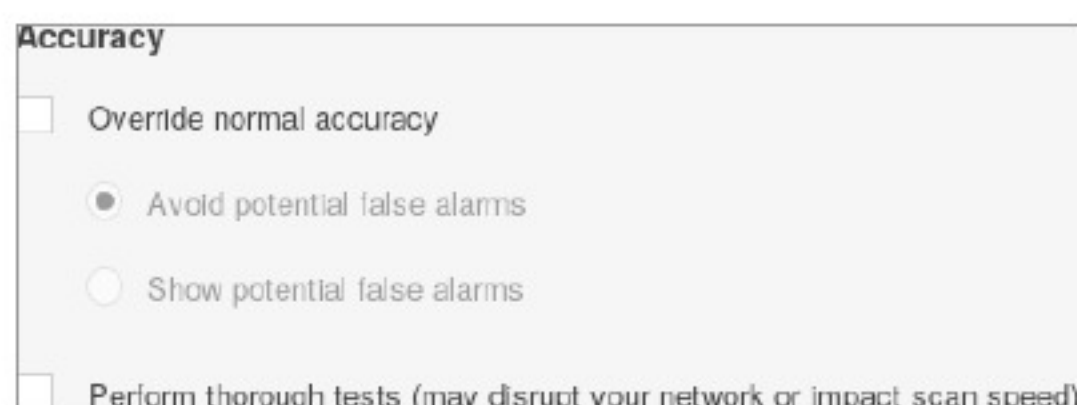 Accuracy
Override normal accuracy
Avoid potential false alarms
Show potential false alarms
Perform thorough tests (may disrupt your network or impact scan speed)